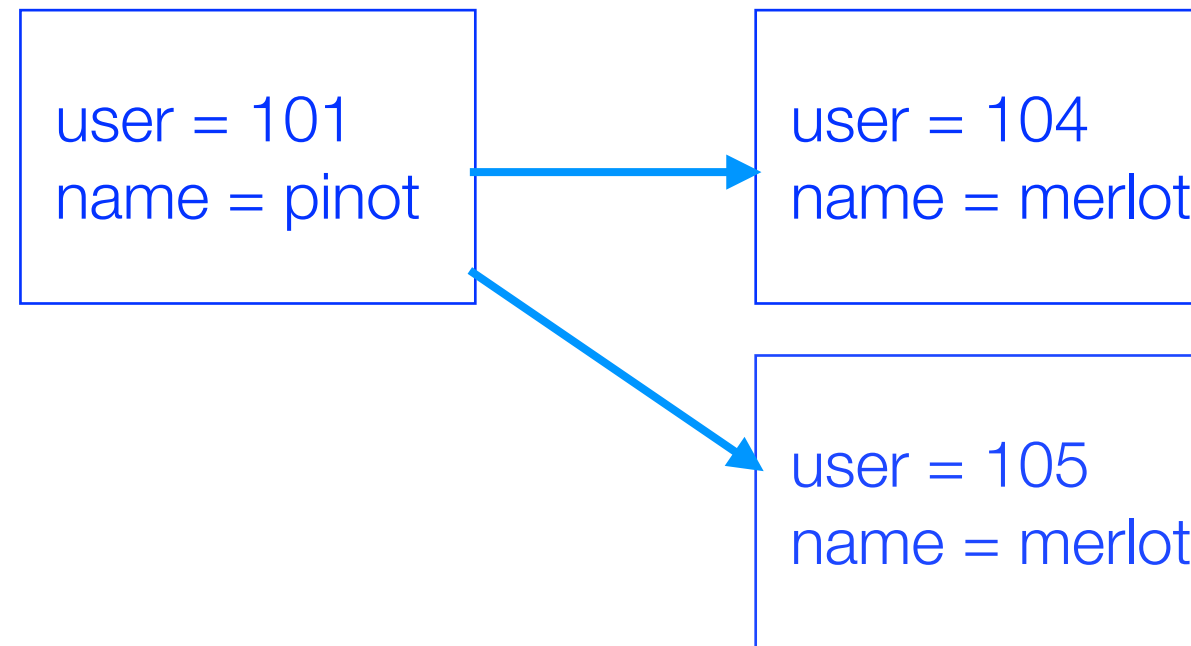 user = 101
name = pinot
user = 104
name = merlot
user = 105
name = merlot